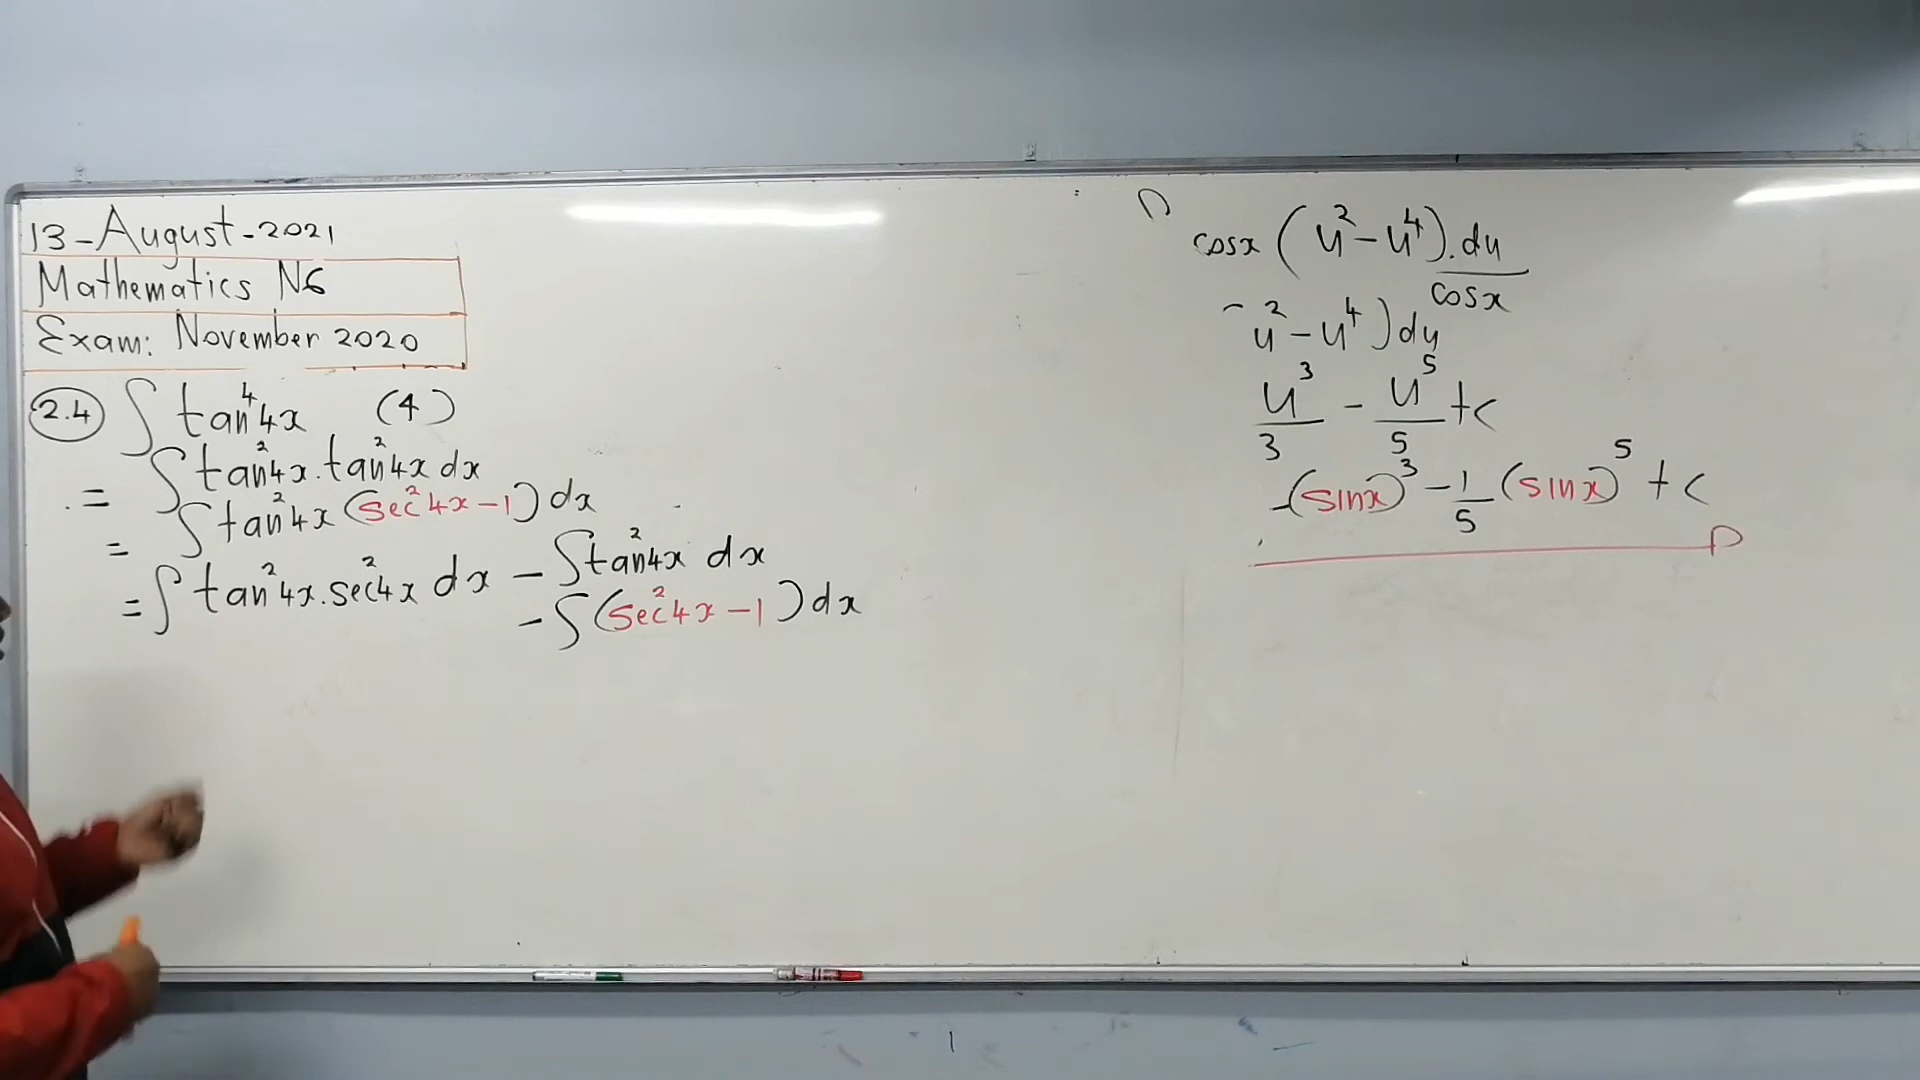 13-August-2021
Mathematics N6
Exam: November 2020
2.4 ∫ tan⁴4x (4)
= ∫ tan²4x.tan²4x dx
= ∫ tan²4x (sec²4x-1) dx
= ∫ tan²4x.sec²4x dx - ∫ tan²4x dx
- ∫ (sec²4x-1) dx
cosx (u²-u⁴).du/cosx
u²-u⁴) du
u³/3 - u⁵/5 +c
(sinx)³ - 1/5 (sinx)⁵ + c